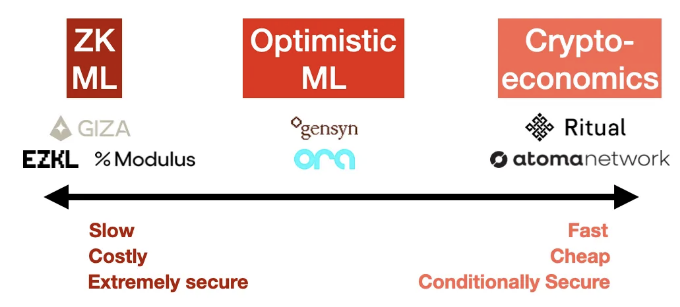 ZK
ML
Optimistic
ML
Crypto-
economics
GIZA
EZKL % Modulus
gensyn
ora
Ritual
atomanetwork
Slow
Costly
Extremely secure
Fast
Cheap
Conditionally Secure